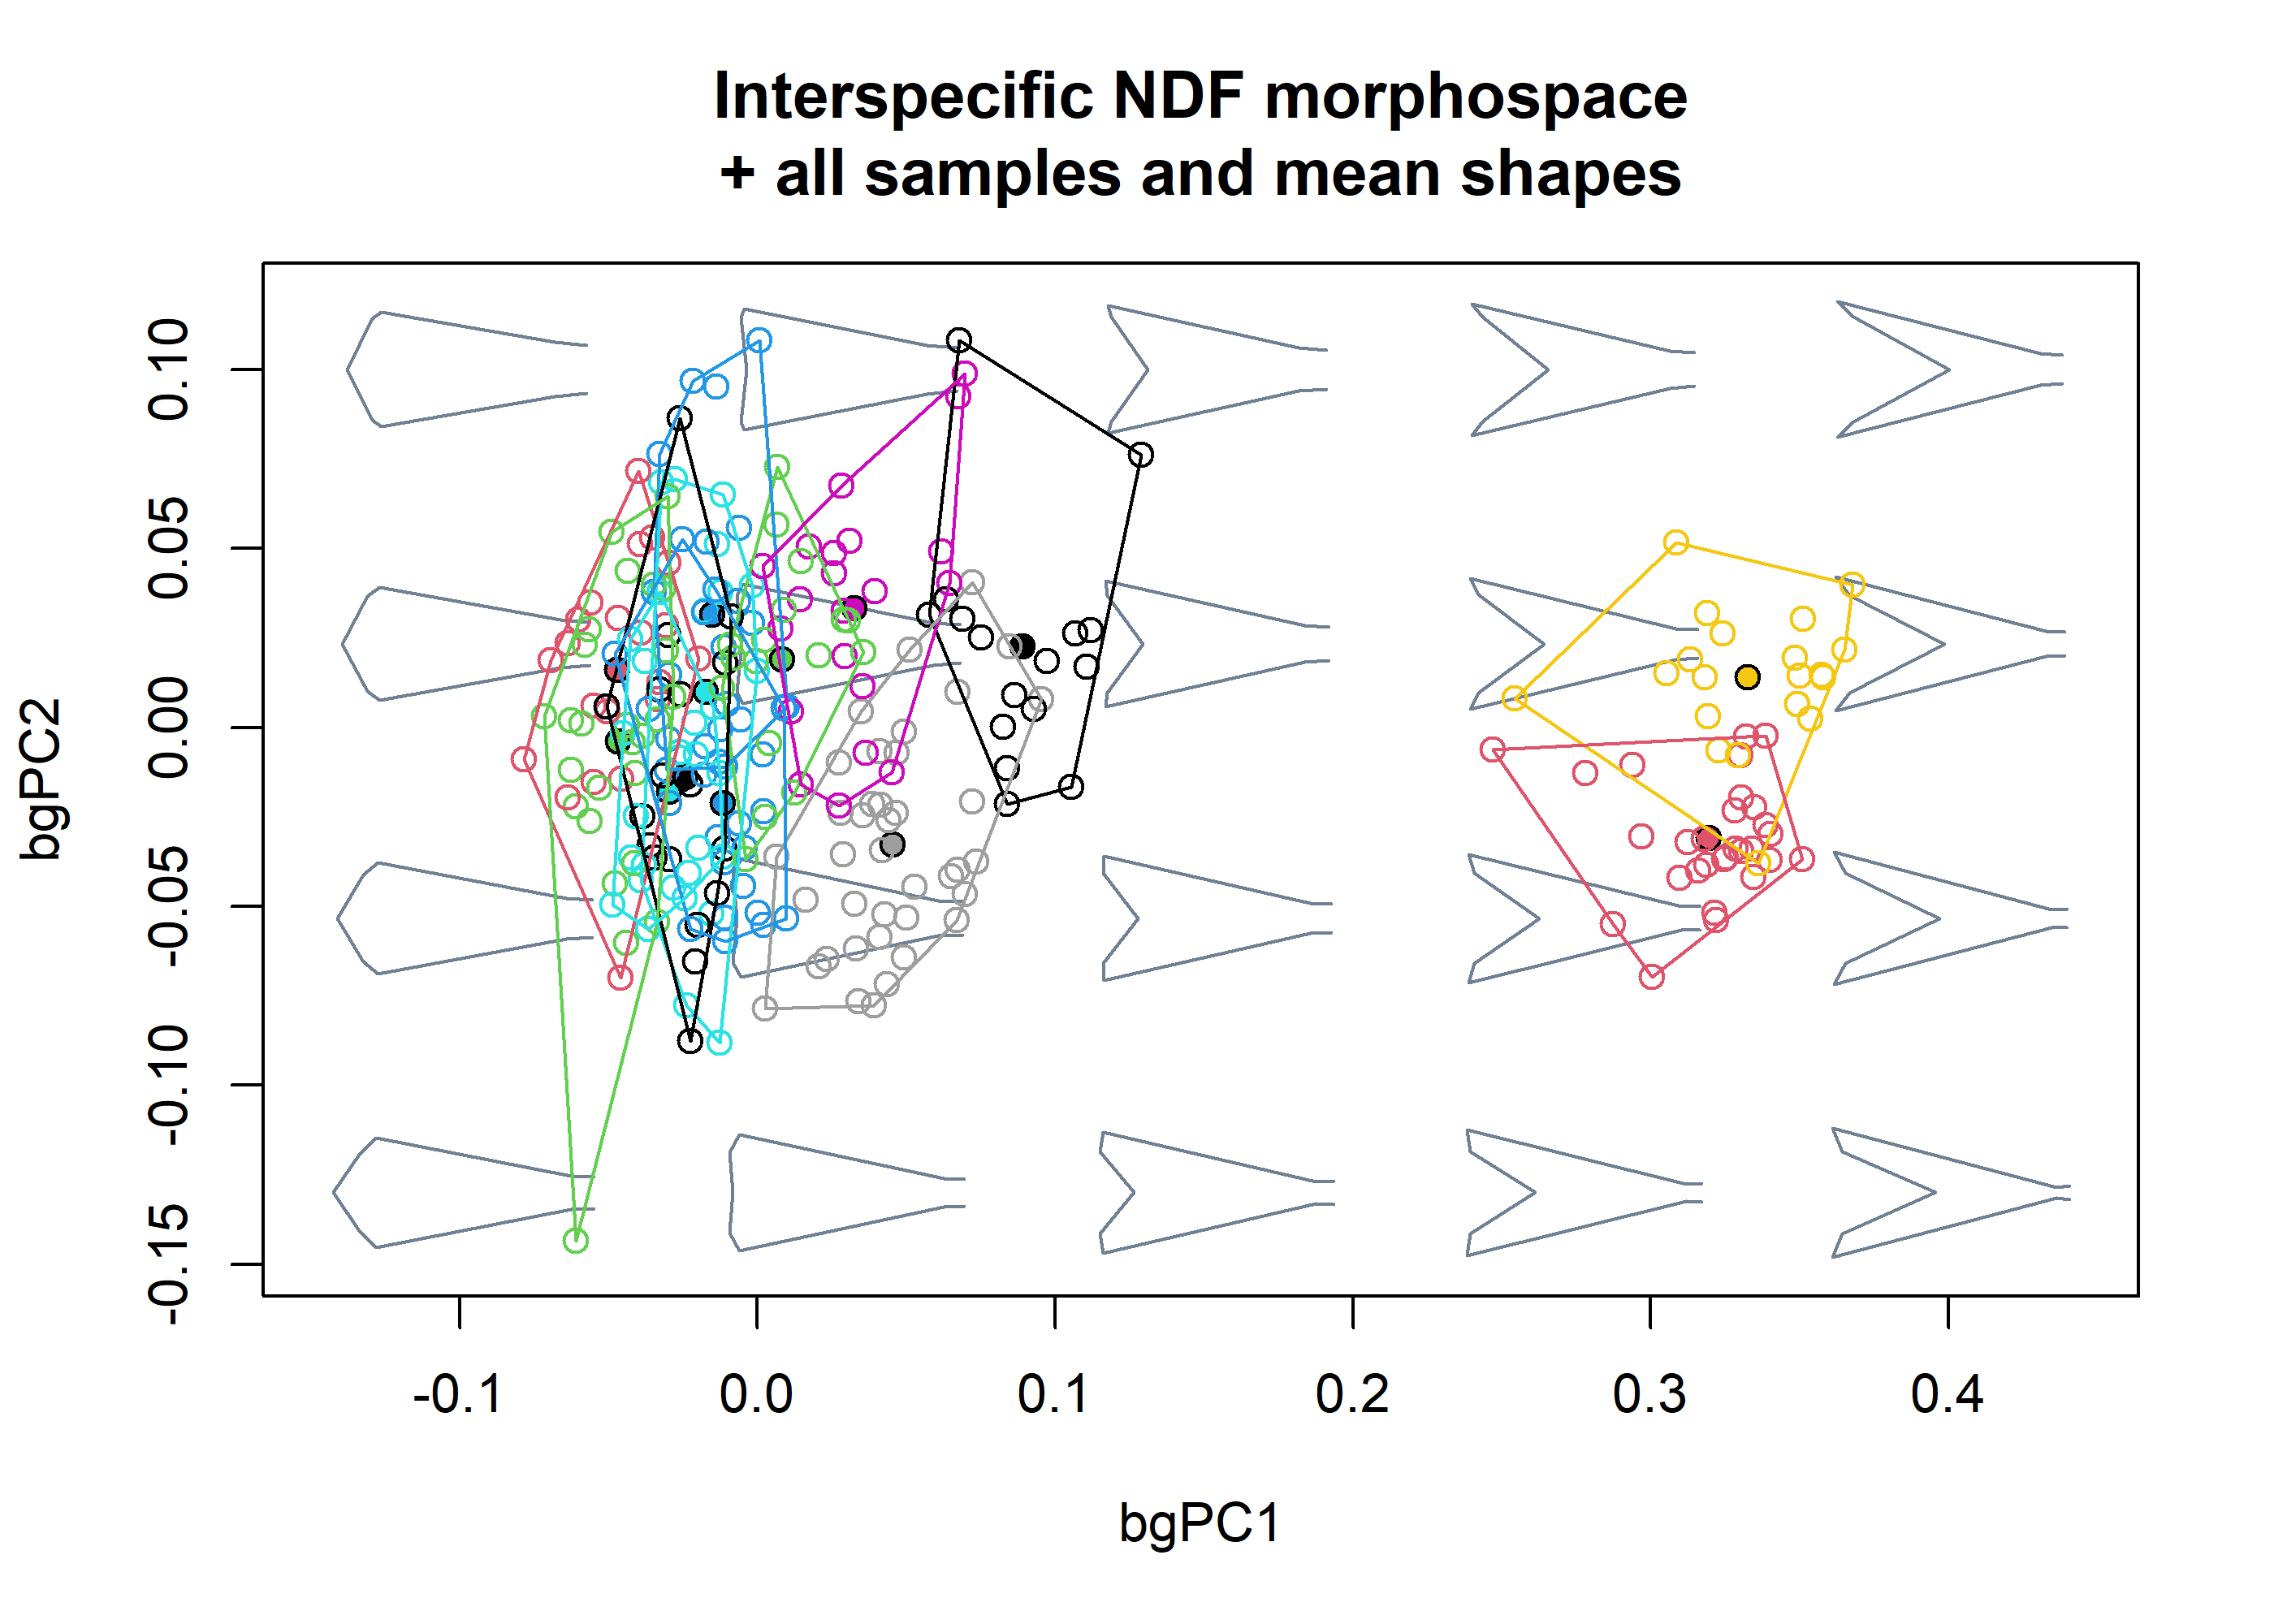 Interspecific NDF morphospace
+ all samples and mean shapes
bgPC2
0.10
0.05
0.00
-0.05
-0.10
-0.15
-0.1 0.0 0.1 0.2 0.3 0.4
bgPC1